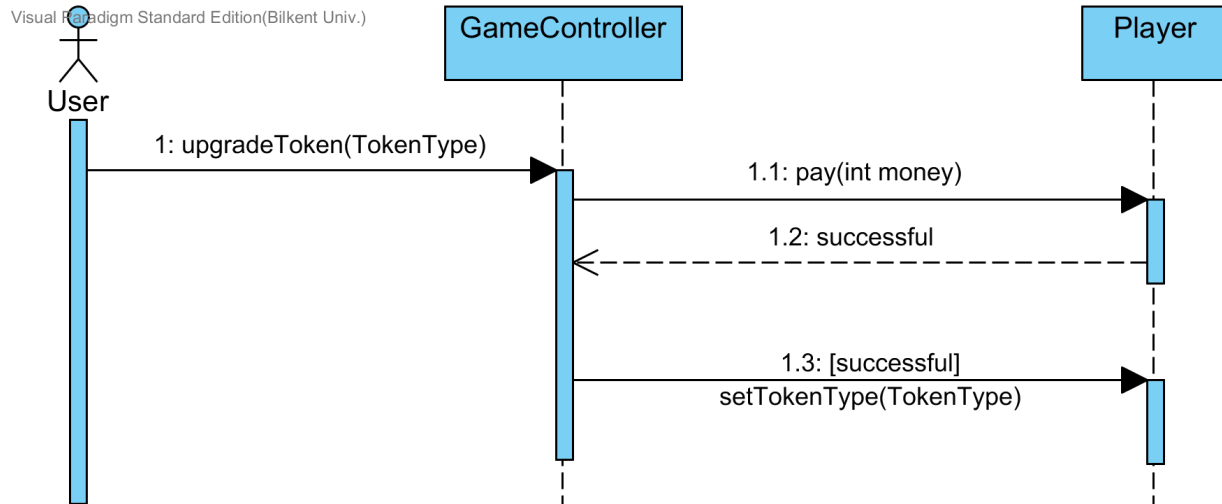 Visual Paradigm Standard Edition(Bilkent Univ.)
GameController
Player
User
1: upgradeToken(TokenType)
1.1: pay(int money)
1.2: successful
1.3: [successful]
setTokenType(TokenType)